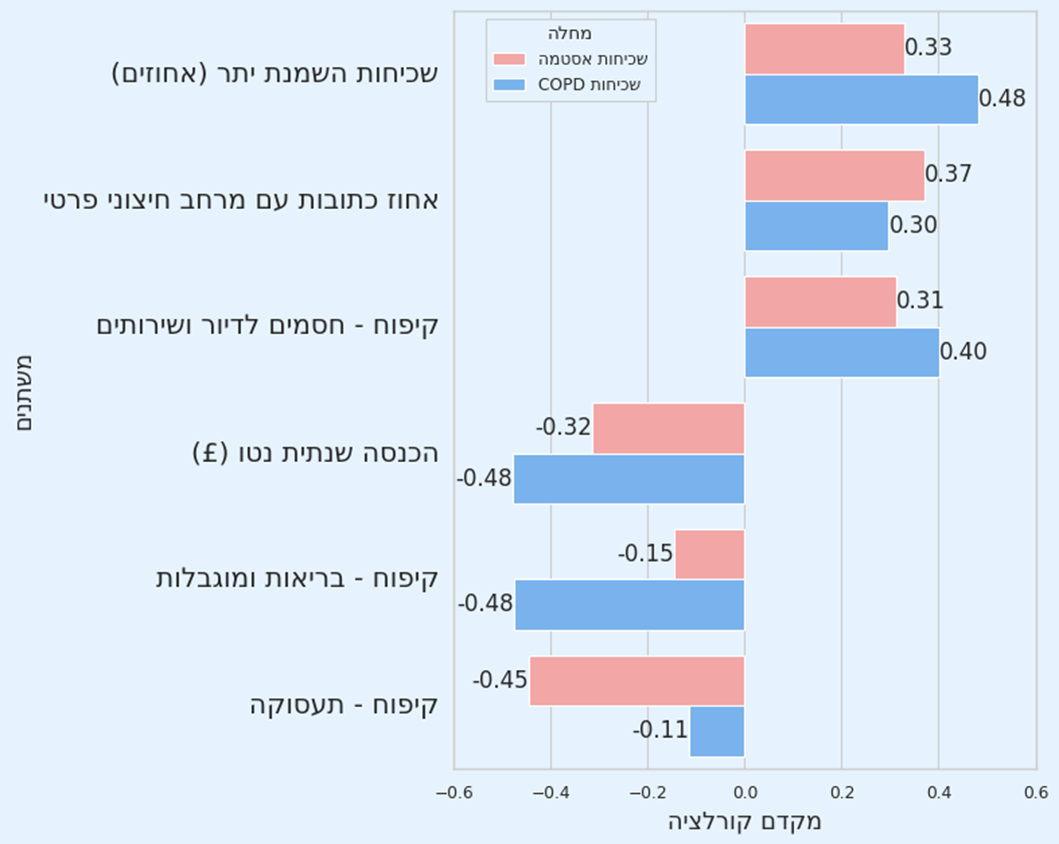 מחלה
שכיחות אסטמה
שכיחות COPD
שכיחות השמנת יתר (אחוזים)
0.33
0.48
אחוז כתובות עם מרחב חיצוני פרטי
0.37
0.30
קיפוח - חסמים לדיור ושירותים
0.31
0.40
משתנים
הכנסה שנתית נטו (£)
-0.32
-0.48
קיפוח - בריאות ומוגבלות
-0.15
-0.48
קיפוח - תעסוקה
-0.45
-0.11
−0.6 −0.4 −0.2 0.0 0.2 0.4 0.6
מקדם קורלציה